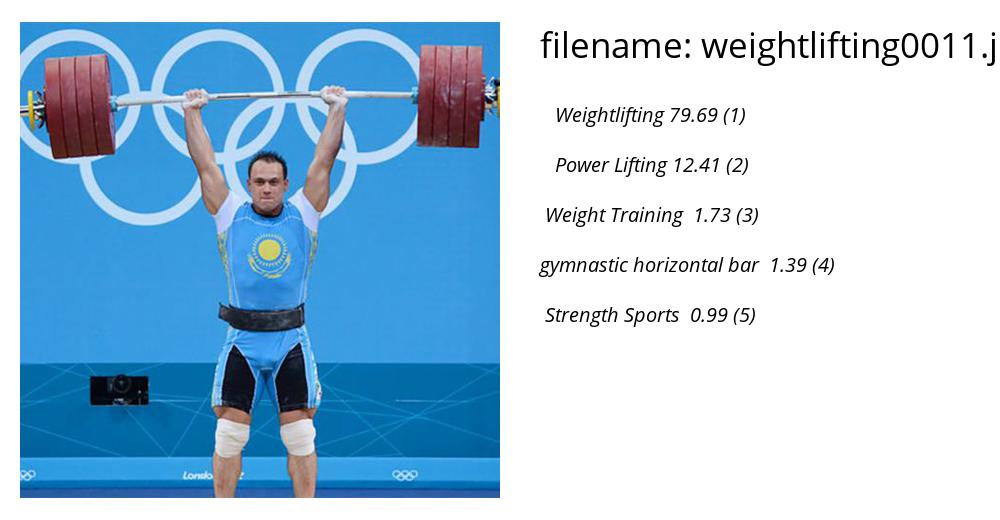 filename: weightlifting0011.j
Weightlifting 79.69 (1)
Power Lifting 12.41 (2)
Weight Training 1.73 (3)
gymnastic horizontal bar 1.39 (4)
Strength Sports 0.99 (5)
London